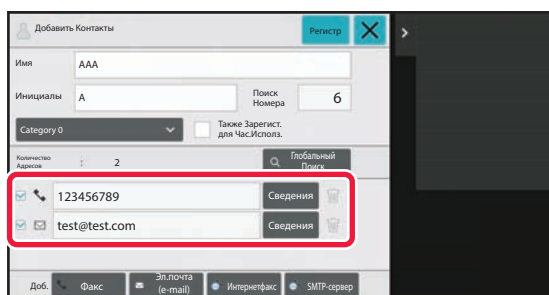 Добавить Контакты
Регистр
Имя
AAA
Инициалы
A
Поиск
Номера
6
Category 0
Также Зарегист.
для Час.Исполз.
Количество
Адресов
:
2
Глобальный
Поиск
123456789
Сведения
test@test.com
Сведения
Доб.
Факс
Эл.почта
(e-mail)
Интернетфакс
SMTP-сервер